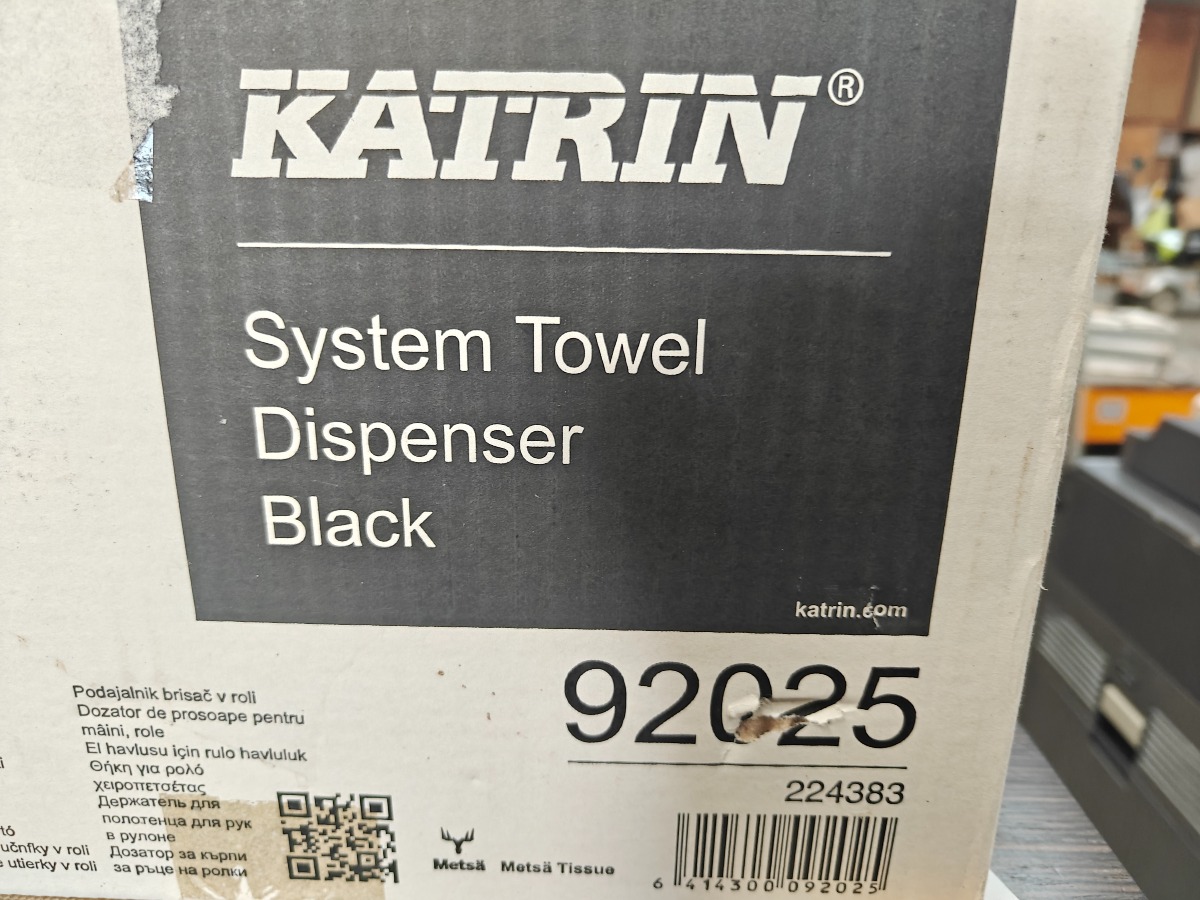 KATRIN®
System Towel
Dispenser
Black
katrin.com
92025
224383
Podajalnik brisač v roli
Dozator de prosoape pentru
mâini, role
El havlusu için rulo havluluk
Θήκη για ρολό
χειροπετσέτας
Держатель для
полотенца для рук
в рулоне
Дозатор за кърпи
за ръце на ролки
utierky v roli
Metsä
Metsä Tissue
6 414300 092025